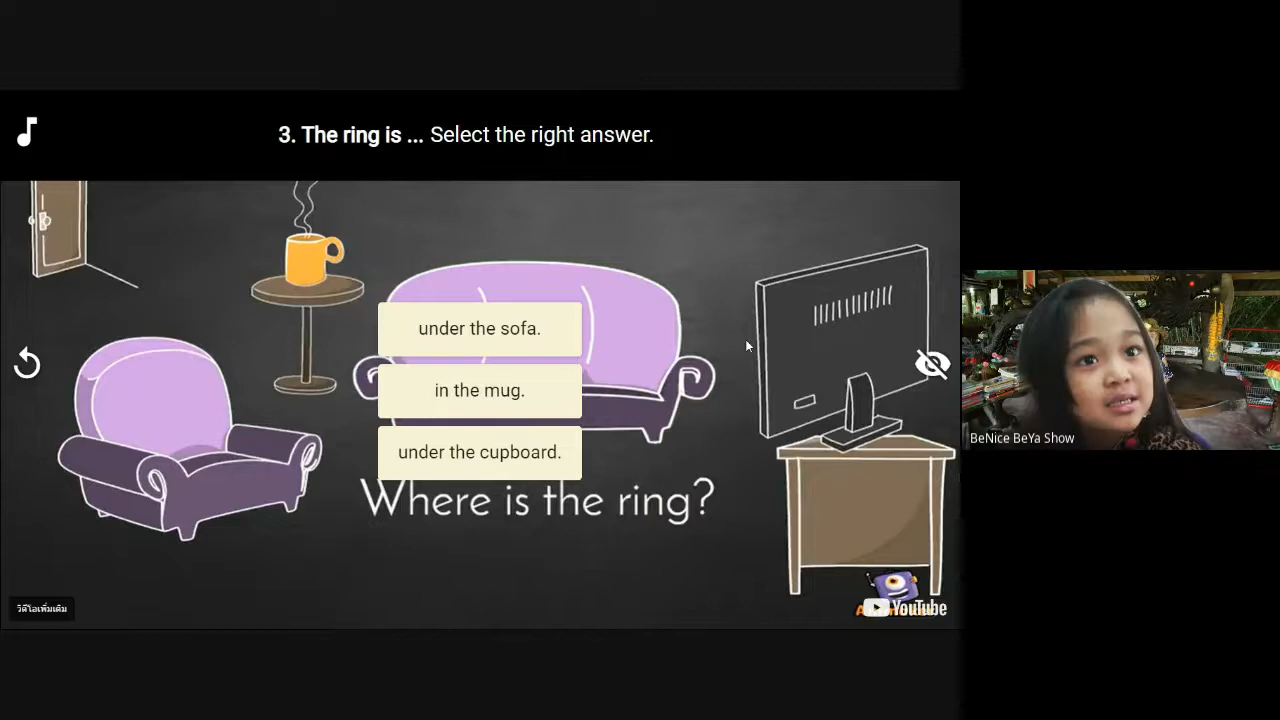 3. The ring is ... Select the right answer.
under the sofa.
in the mug.
under the cupboard.
Where is the ring?
BeNice BeYa Show
วิดีโอเพิ่มเติม
YouTube